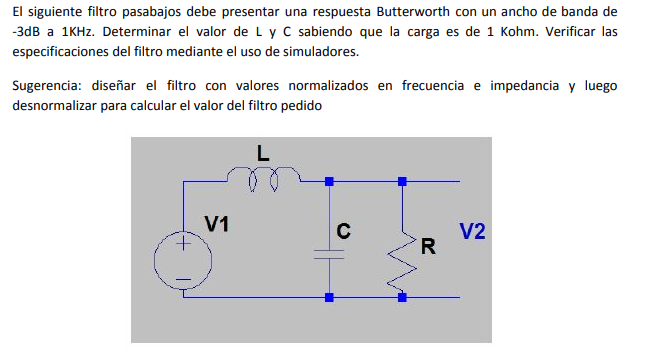 El siguiente filtro pasabajos debe presentar una respuesta Butterworth con un ancho de banda de
-3dB a 1KHz. Determinar el valor de L y C sabiendo que la carga es de 1 Kohm. Verificar las
especificaciones del filtro mediante el uso de simuladores.
Sugerencia: diseñar el filtro con valores normalizados en frecuencia e impedancia y luego
desnormalizar para calcular el valor del filtro pedido
L
V1
C
R
V2